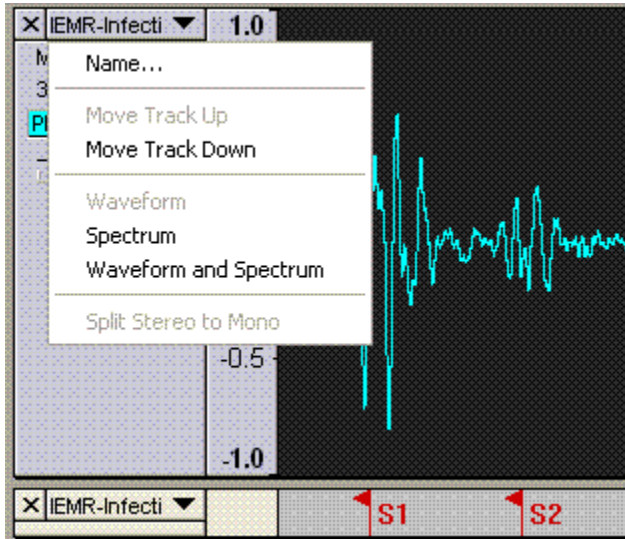 IEMR-Infecti 1.0
Name...
Move Track Up
Move Track Down
Waveform
Spectrum
Waveform and Spectrum
Split Stereo to Mono
-0.5
-1.0
IEMR-Infecti S1 S2